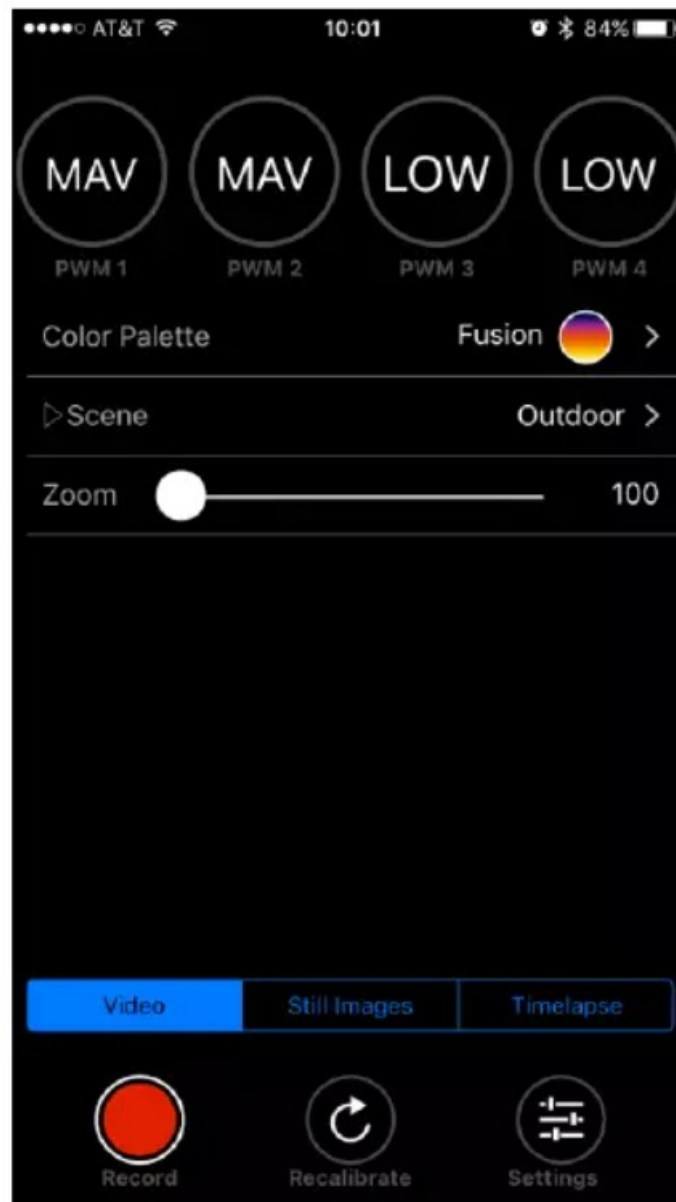 AT&T 10:01 84%
MAV MAV LOW LOW
PWM 1 PWM 2 PWM 3 PWM 4
Color Palette Fusion >
Scene Outdoor >
Zoom 100
Video Still Images Timelapse
Record Recalibrate Settings